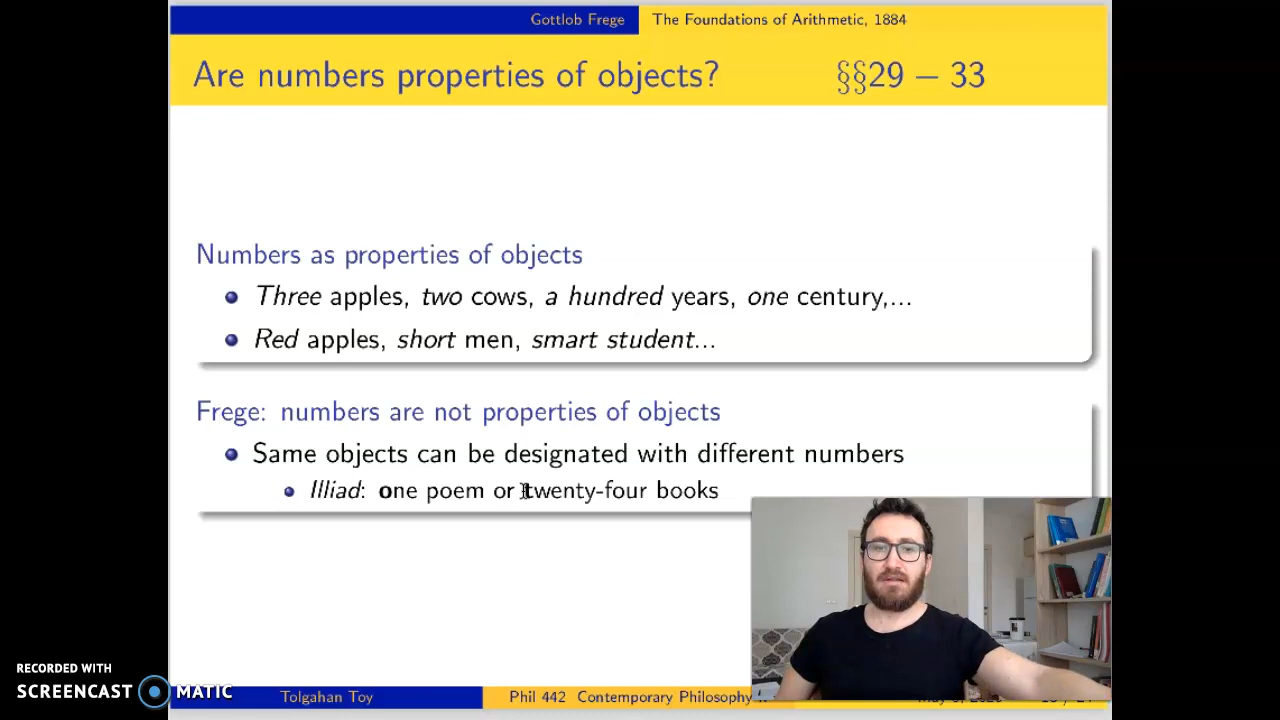 Gottlob Frege The Foundations of Arithmetic, 1884
Are numbers properties of objects? §§29 – 33
Numbers as properties of objects
Three apples, two cows, a hundred years, one century,...
Red apples, short men, smart student...
Frege: numbers are not properties of objects
Same objects can be designated with different numbers
Illiad: one poem or twenty-four books
RECORDED WITH
SCREENCAST MATIC
Tolgahan Toy Phil 442 Contemporary Philosophy